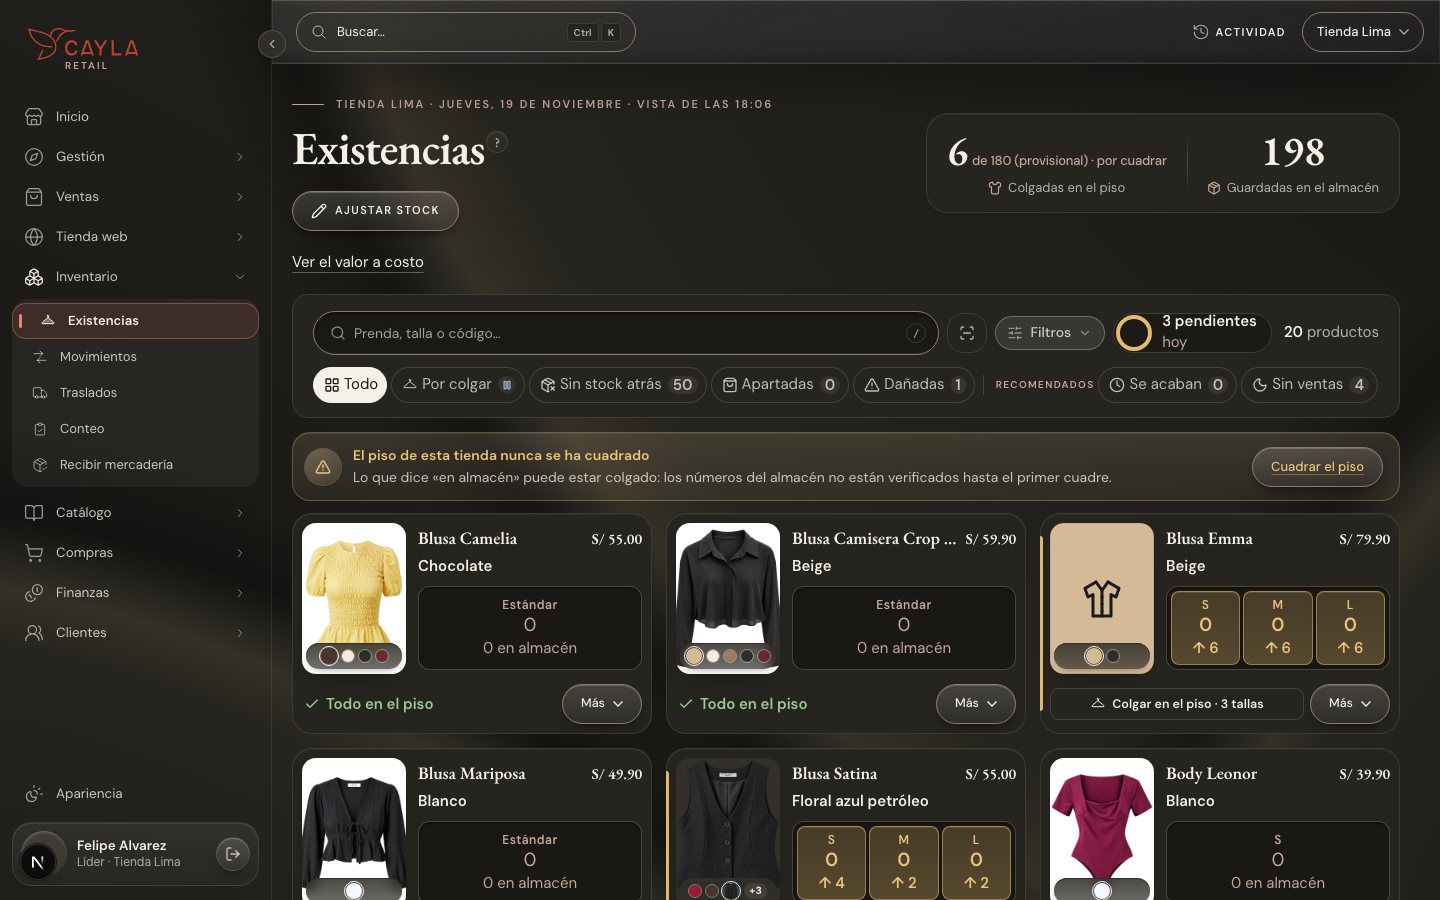 CAYLA
RETAIL
Buscar...
Ctrl K
ACTIVIDAD
Tienda Lima
Inicio
Gestión
Ventas
Tienda web
Inventario
Existencias
Movimientos
Traslados
Conteo
Recibir mercadería
Catálogo
Compras
Finanzas
Clientes
Apariencia
N
Felipe Alvarez
Líder · Tienda Lima
TIENDA LIMA · JUEVES, 19 DE NOVIEMBRE · VISTA DE LAS 18:06
Existencias ?
AJUSTAR STOCK
Ver el valor a costo
6 de 180 (provisional) · por cuadrar
Colgadas en el piso
198
Guardadas en el almacén
Prenda, talla o código... /
Filtros
3 pendientes
hoy
20 productos
Todo
Por colgar
Sin stock atrás 50
Apartadas 0
Dañadas 1
RECOMENDADOS
Se acaban 0
Sin ventas 4
El piso de esta tienda nunca se ha cuadrado
Lo que dice «en almacén» puede estar colgado: los números del almacén no están verificados hasta el primer cuadre.
Cuadrar el piso
Blusa Camelia S/ 55.00
Chocolate
Estándar
0
0 en almacén
Todo en el piso
Más
Blusa Camisera Crop ... S/ 59.90
Beige
Estándar
0
0 en almacén
Todo en el piso
Más
Blusa Emma S/ 79.90
Beige
S M L
0 0 0
↑ 6 ↑ 6 ↑ 6
Colgar en el piso · 3 tallas
Más
Blusa Mariposa S/ 49.90
Blanco
Estándar
0
0 en almacén
Blusa Satina S/ 55.00
Floral azul petróleo
S M L
0 0 0
↑ 4 ↑ 2 ↑ 2
+3
Body Leonor S/ 39.90
Blanco
S
0
0 en almacén